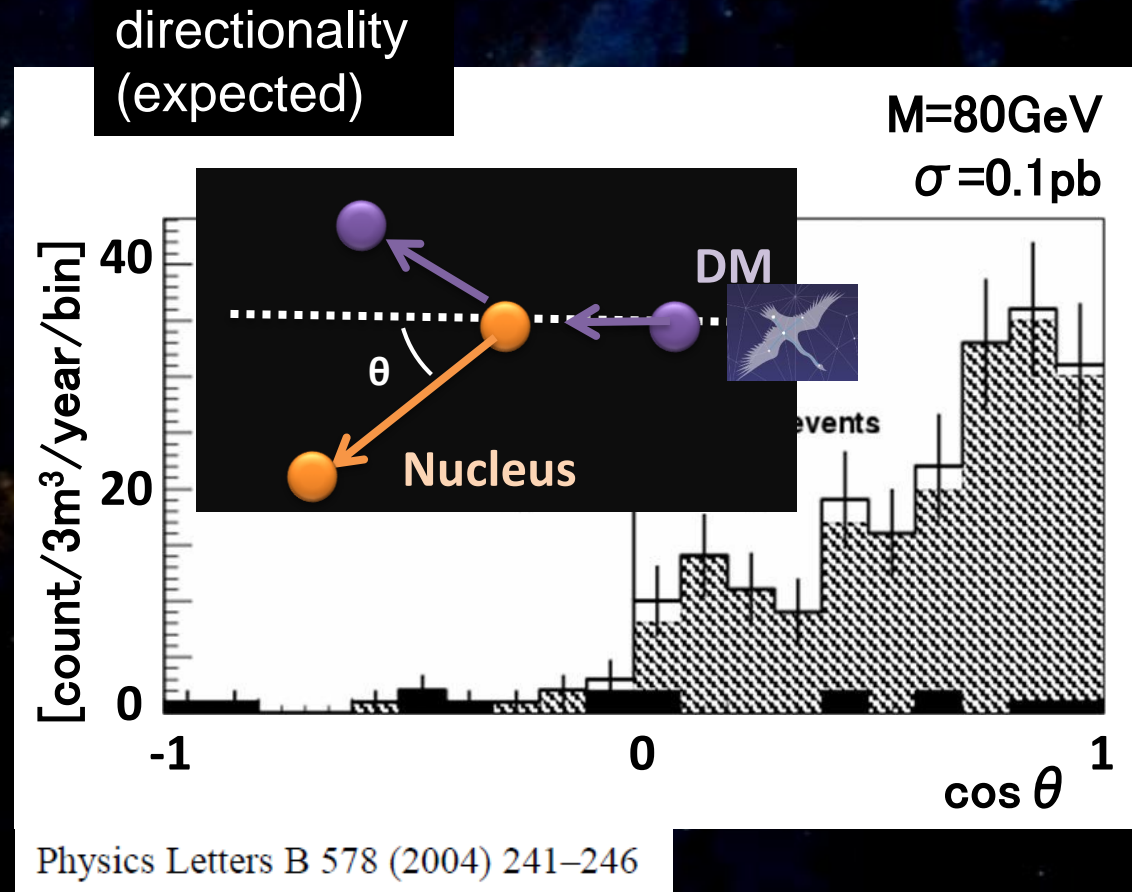 directionality
(expected)
M=80GeV
σ=0.1pb
[count/3m³/year/bin]
40
20
0
-1
0
1
cos θ
DM
θ
Nucleus
events
Physics Letters B 578 (2004) 241–246